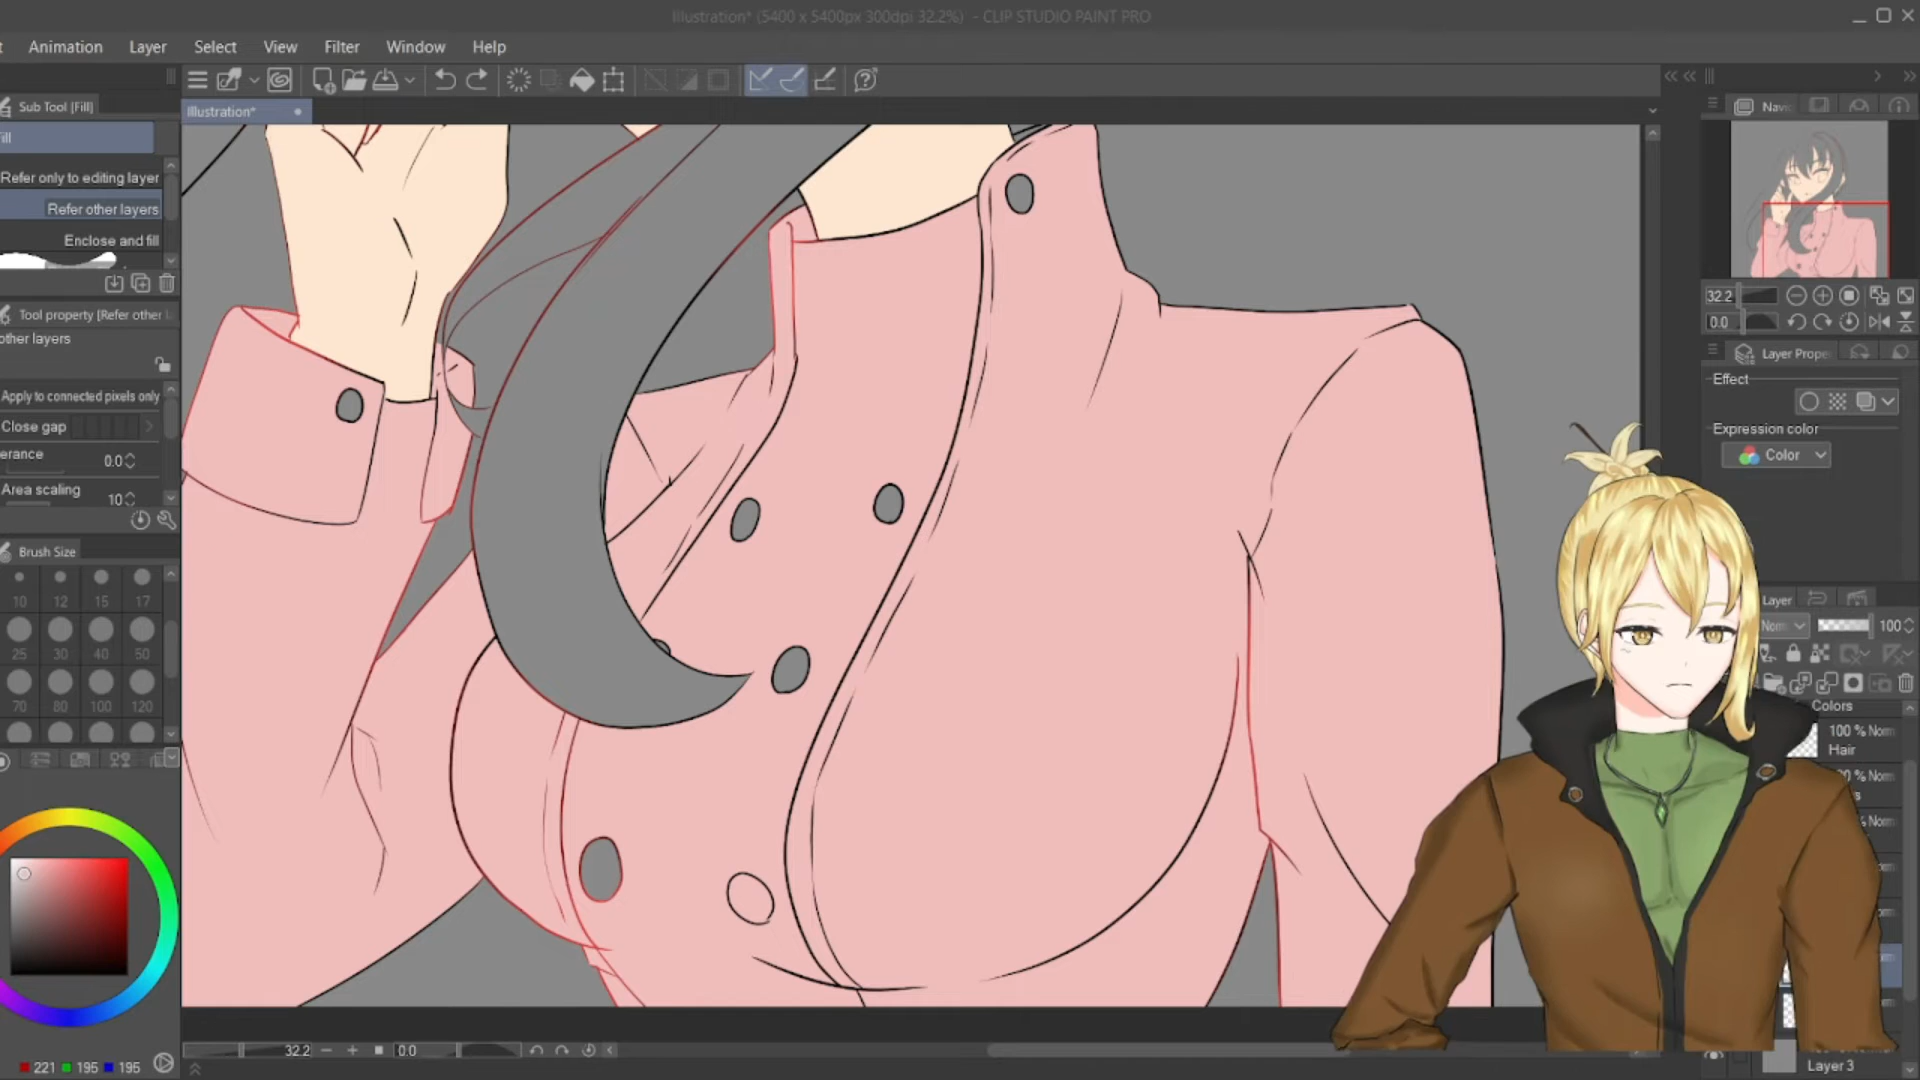 Illustration* (5400 x 5400px 300dpi 32.2%) - CLIP STUDIO PAINT PRO
Animation Layer Select View Filter Window Help
Sub Tool [Fill]
Illustration*
Refer only to editing layer
Refer other layers
Enclose and fill
Tool property [Refer other
other layers
Apply to connected pixels only
Close gap
erance 0.0
Area scaling 10
Brush Size
10 12 15 17
25 30 40 50
70 80 100 120
221 195 195
32.2 0.0
Navi
32.2
0.0
Layer Prope
Effect
Expression color
Color
Layer
Norm 100
Colors
100 % Norm
Hair
% Norm
Layer 3